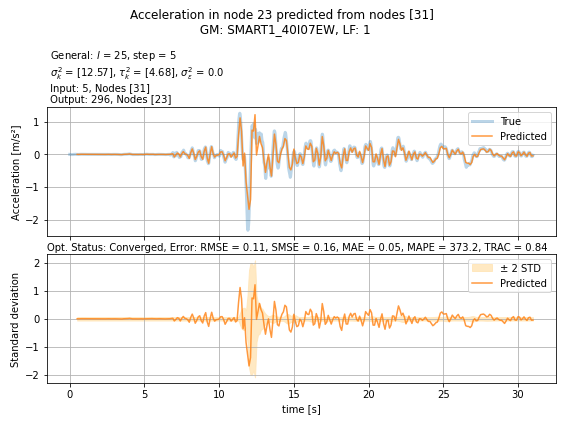 Acceleration in node 23 predicted from nodes [31]
GM: SMART1_40I07EW, LF: 1
General: l = 25, step = 5
σ²ₖ = [12.57], τ²ₖ = [4.68], σ²ε = 0.0
Input: 5, Nodes [31]
Output: 296, Nodes [23]
Acceleration [m/s²]
1
0
−1
−2
True
Predicted
Opt. Status: Converged, Error: RMSE = 0.11, SMSE = 0.16, MAE = 0.05, MAPE = 373.2, TRAC = 0.84
Standard deviation
2
1
0
−1
−2
± 2 STD
Predicted
0 5 10 15 20 25 30
time [s]